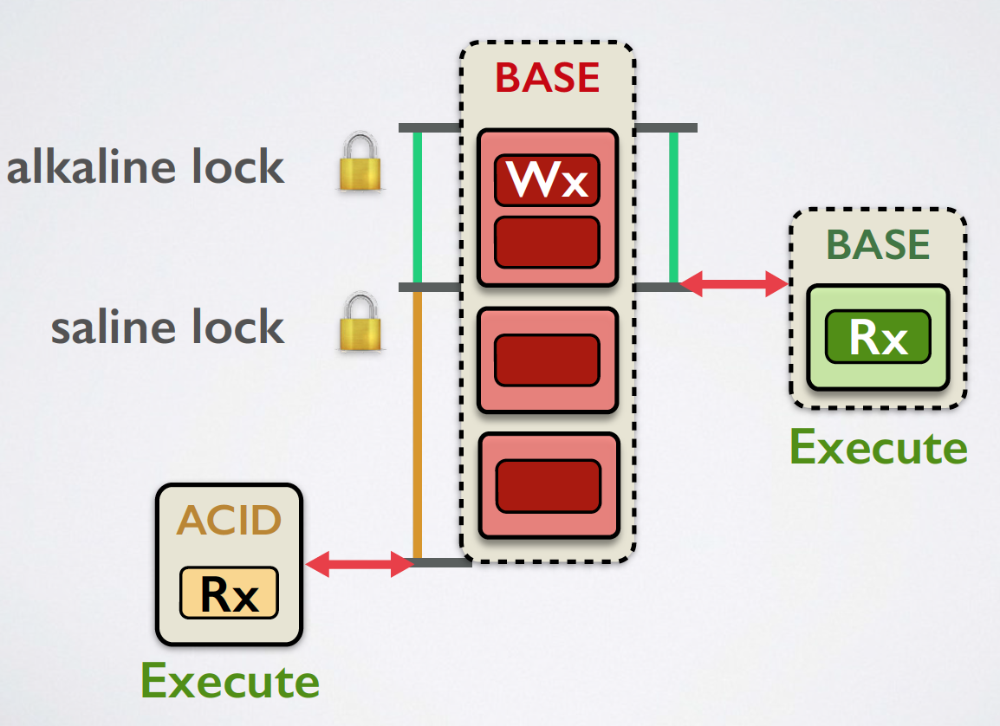 BASE
alkaline lock
Wx
BASE
saline lock
Rx
Execute
ACID
Rx
Execute